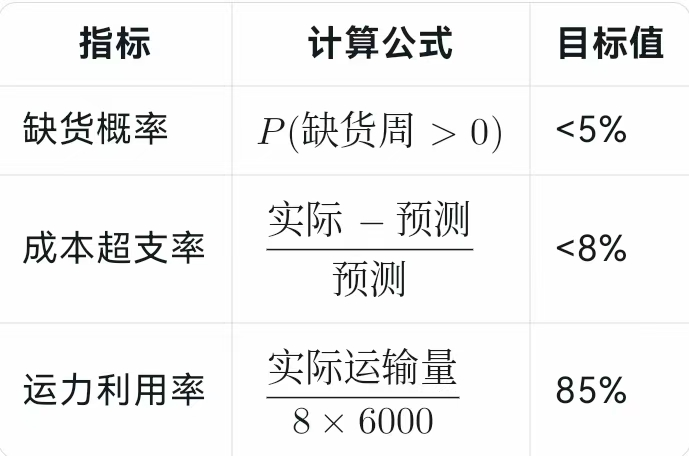 指标 计算公式 目标值
缺货概率 P(缺货周 > 0) <5%
成本超支率 实际 − 预测 <8%
预测
运力利用率 实际运输量 85%
8 × 6000